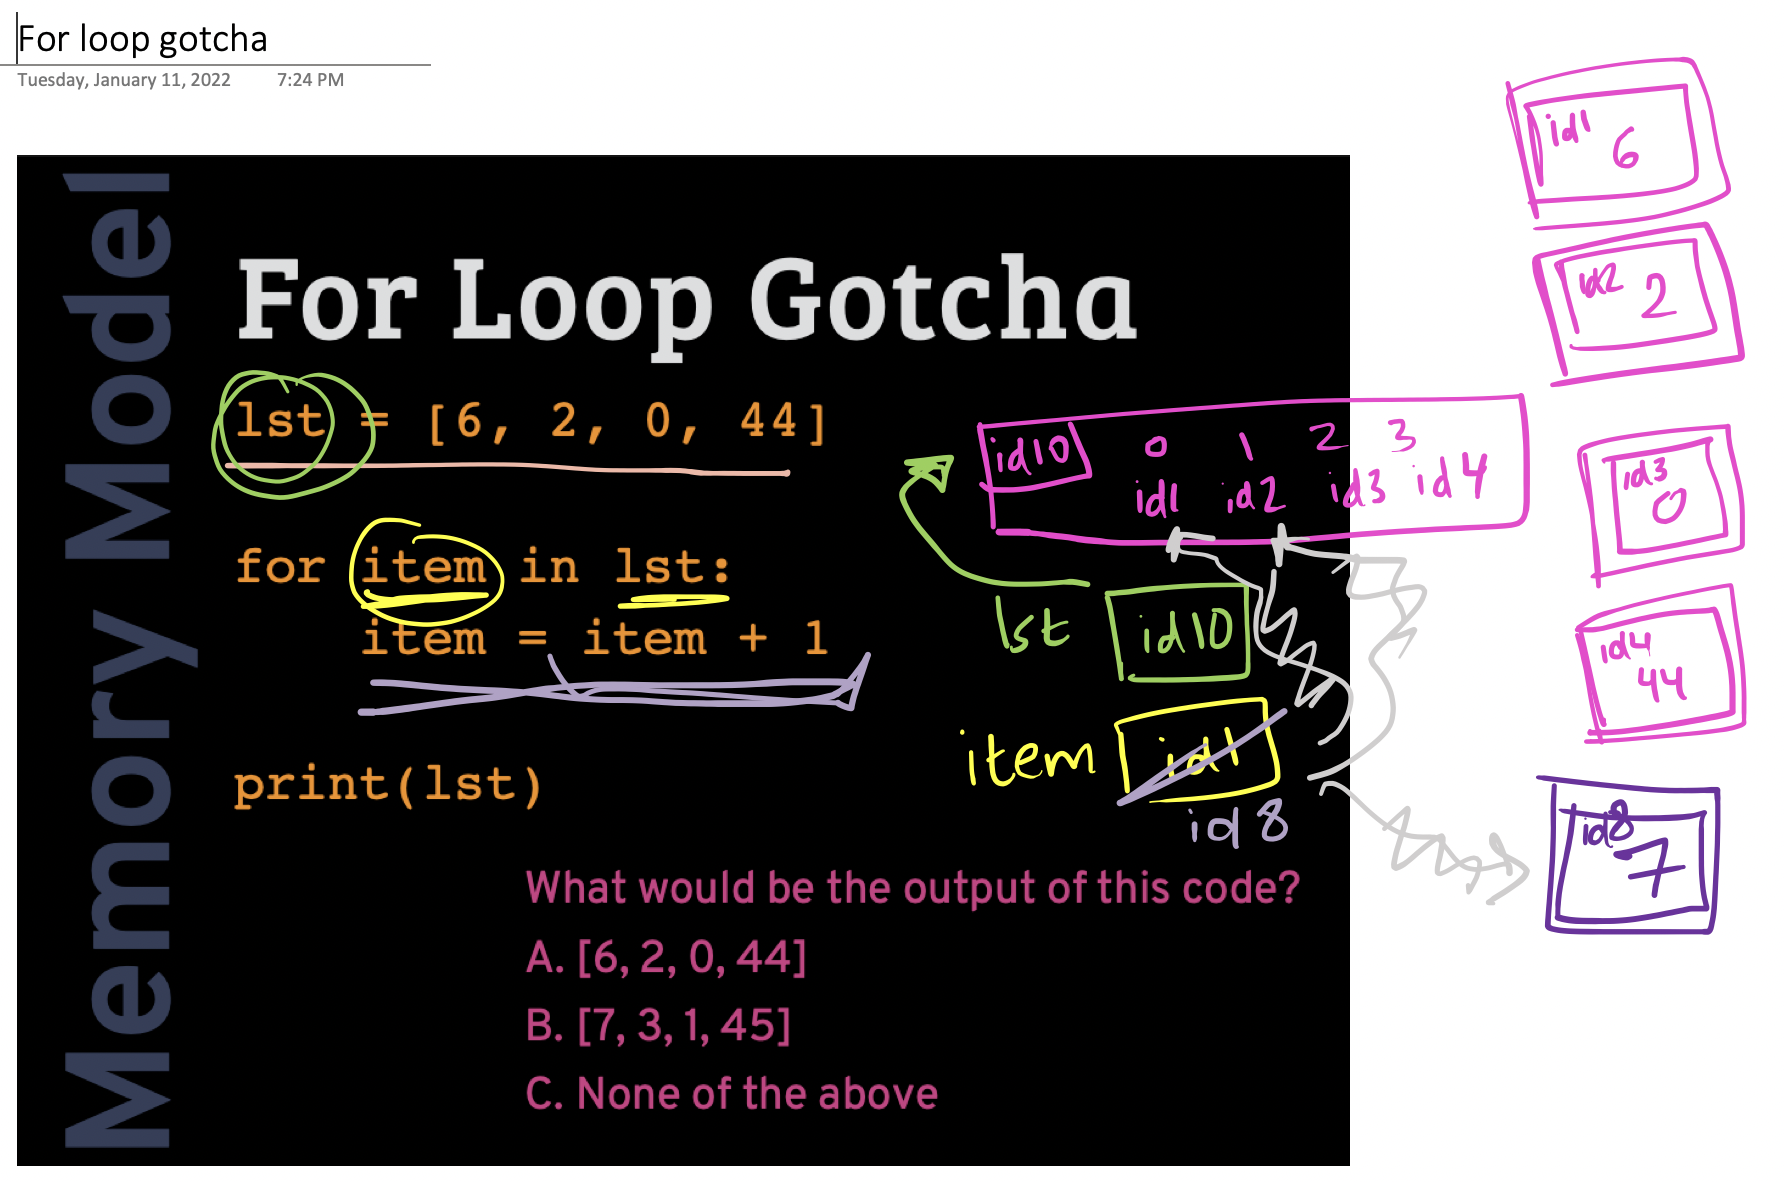 For loop gotcha
Tuesday, January 11, 2022 7:24 PM
Memory Model
For Loop Gotcha
lst = [6, 2, 0, 44]
for item in lst:
item = item + 1
print(lst)
id10 0 1 2 3
id1 id2 id3 id4
lst id10
item id1
id8
What would be the output of this code?
A. [6, 2, 0, 44]
B. [7, 3, 1, 45]
C. None of the above
id1 6
id2 2
id3 0
id4 44
id8 7